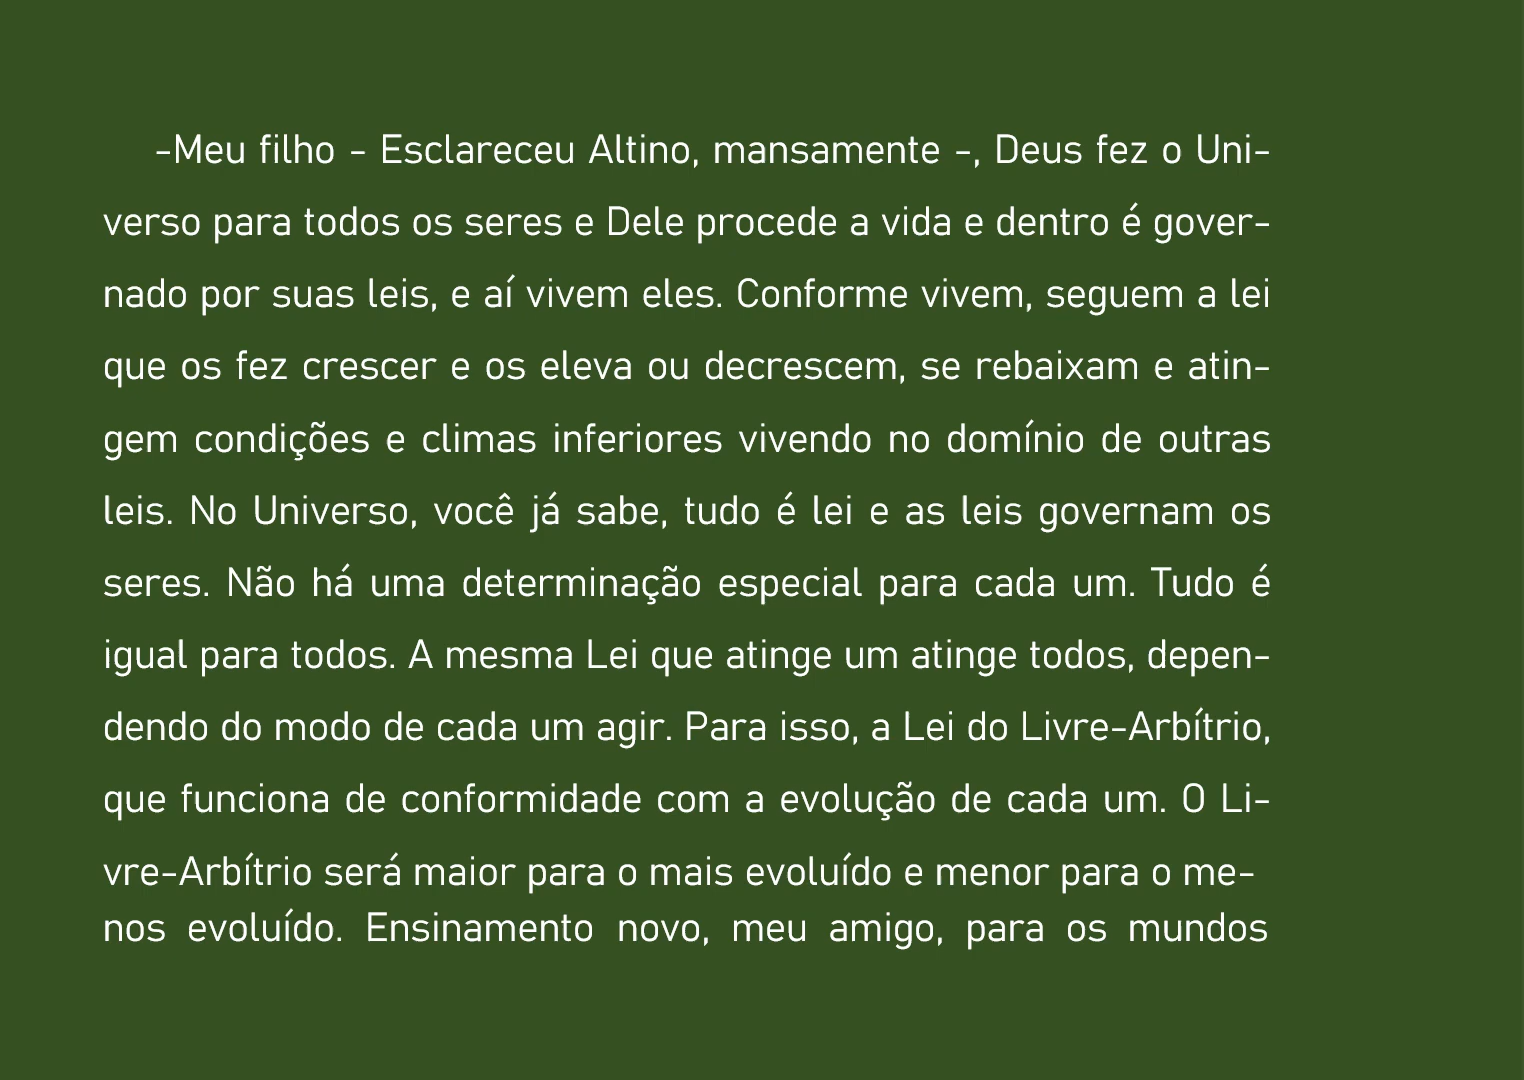 -Meu filho - Esclareceu Altino, mansamente -, Deus fez o Uni-
verso para todos os seres e Dele procede a vida e dentro é gover-
nado por suas leis, e aí vivem eles. Conforme vivem, seguem a lei
que os fez crescer e os eleva ou decrescem, se rebaixam e atin-
gem condições e climas inferiores vivendo no domínio de outras
leis. No Universo, você já sabe, tudo é lei e as leis governam os
seres. Não há uma determinação especial para cada um. Tudo é
igual para todos. A mesma Lei que atinge um atinge todos, depen-
dendo do modo de cada um agir. Para isso, a Lei do Livre-Arbítrio,
que funciona de conformidade com a evolução de cada um. O Li-
vre-Arbítrio será maior para o mais evoluído e menor para o me-
nos evoluído. Ensinamento novo, meu amigo, para os mundos